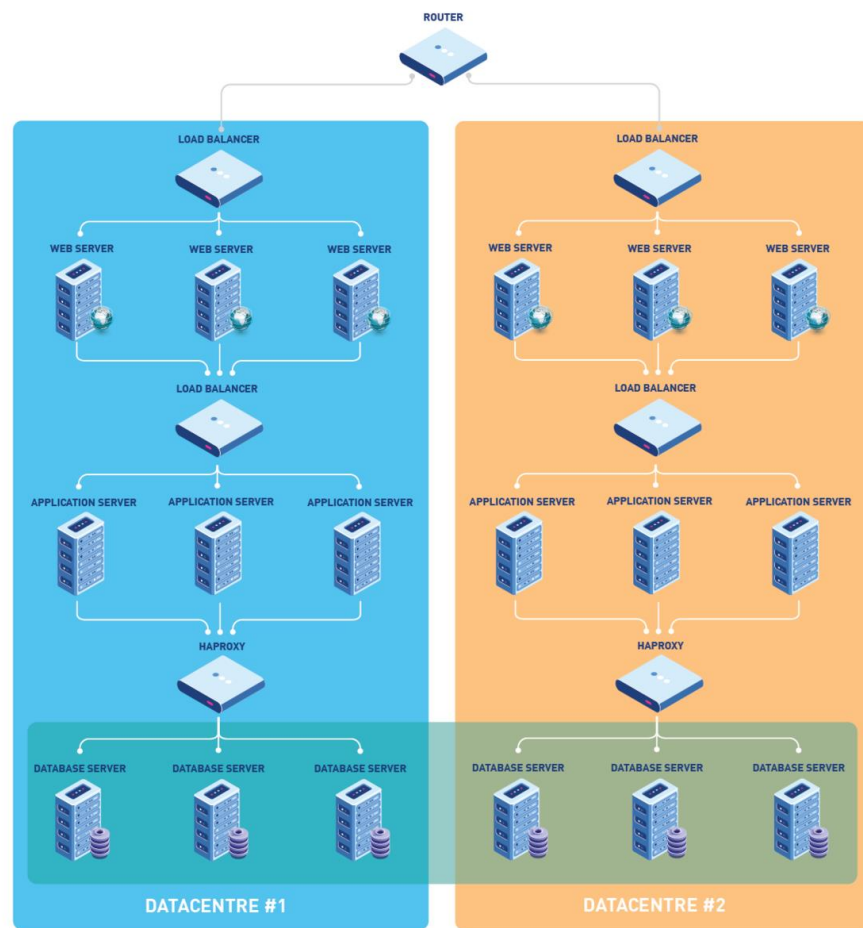 ROUTER
LOAD BALANCER
LOAD BALANCER
WEB SERVER
WEB SERVER
WEB SERVER
WEB SERVER
WEB SERVER
WEB SERVER
LOAD BALANCER
LOAD BALANCER
APPLICATION SERVER
APPLICATION SERVER
APPLICATION SERVER
APPLICATION SERVER
APPLICATION SERVER
APPLICATION SERVER
HAPROXY
HAPROXY
DATABASE SERVER
DATABASE SERVER
DATABASE SERVER
DATABASE SERVER
DATABASE SERVER
DATABASE SERVER
DATACENTRE #1
DATACENTRE #2